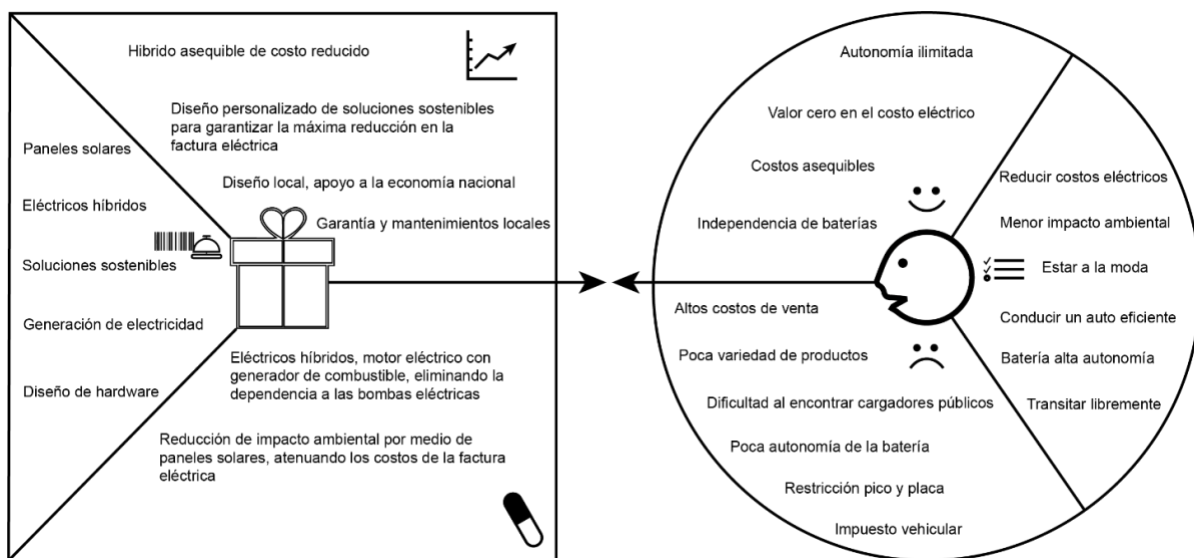 Hibrido asequible de costo reducido
Diseño personalizado de soluciones sostenibles
para garantizar la máxima reducción en la
factura eléctrica
Diseño local, apoyo a la economía nacional
Garantía y mantenimientos locales
Paneles solares
Eléctricos híbridos
Soluciones sostenibles
Generación de electricidad
Diseño de hardware
Eléctricos híbridos, motor eléctrico con
generador de combustible, eliminando la
dependencia a las bombas eléctricas
Reducción de impacto ambiental por medio de
paneles solares, atenuando los costos de la factura
eléctrica
Autonomía ilimitada
Valor cero en el costo eléctrico
Costos asequibles
Independencia de baterías
Reducir costos eléctricos
Menor impacto ambiental
Estar a la moda
Conducir un auto eficiente
Batería alta autonomía
Transitar libremente
Altos costos de venta
Poca variedad de productos
Dificultad al encontrar cargadores públicos
Poca autonomía de la batería
Restricción pico y placa
Impuesto vehicular